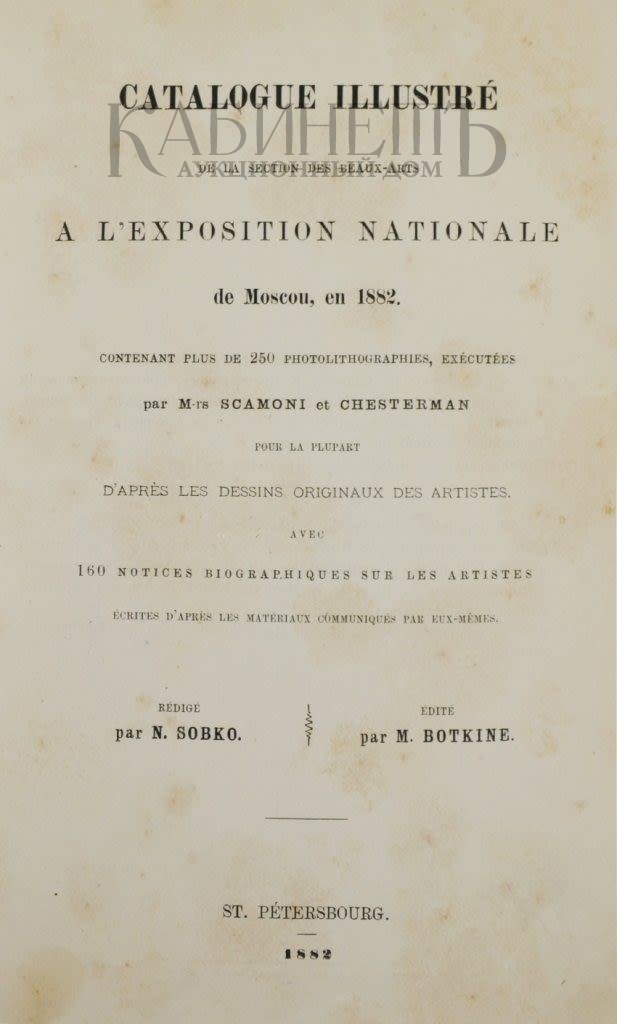 CATALOGUE ILLUSTRÉ
КАБИНЕТЪ
DE LA SECTION DES BEAUX-ARTS
АУКЦИОННЫЙ ДОМ
A L'EXPOSITION NATIONALE
de Moscou, en 1882.
CONTENANT PLUS DE 250 PHOTOLITHOGRAPHIES, EXÉCUTÉES
par M-rs SCAMONI et CHESTERMAN
POUR LA PLUPART
D'APRÈS LES DESSINS ORIGINAUX DES ARTISTES.
AVEC
160 NOTICES BIOGRAPHIQUES SUR LES ARTISTES
ÉCRITES D'APRÈS LES MATÉRIAUX COMMUNIQUÉS PAR EUX-MÊMES.
RÉDIGÉ
par N. SOBKO.
ÉDITÉ
par M. BOTKINE.
ST. PÉTERSBOURG.
1882